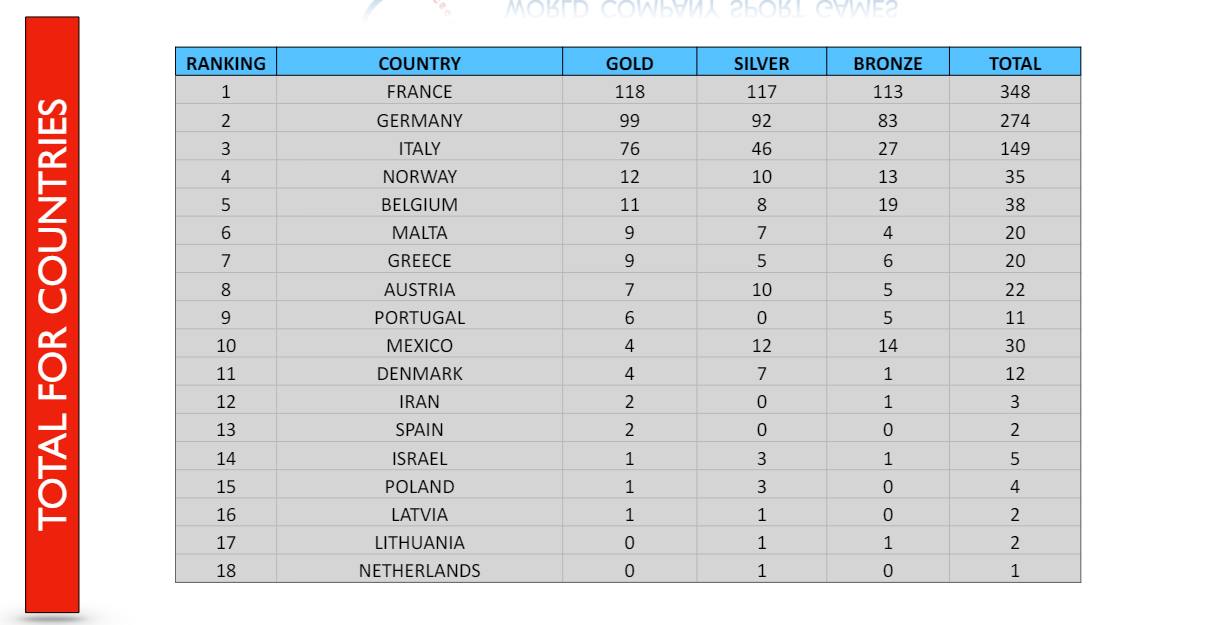 WORLD COMPANY SPORT GAMES
TOTAL FOR COUNTRIES
RANKING COUNTRY GOLD SILVER BRONZE TOTAL
1 FRANCE 118 117 113 348
2 GERMANY 99 92 83 274
3 ITALY 76 46 27 149
4 NORWAY 12 10 13 35
5 BELGIUM 11 8 19 38
6 MALTA 9 7 4 20
7 GREECE 9 5 6 20
8 AUSTRIA 7 10 5 22
9 PORTUGAL 6 0 5 11
10 MEXICO 4 12 14 30
11 DENMARK 4 7 1 12
12 IRAN 2 0 1 3
13 SPAIN 2 0 0 2
14 ISRAEL 1 3 1 5
15 POLAND 1 3 0 4
16 LATVIA 1 1 0 2
17 LITHUANIA 0 1 1 2
18 NETHERLANDS 0 1 0 1